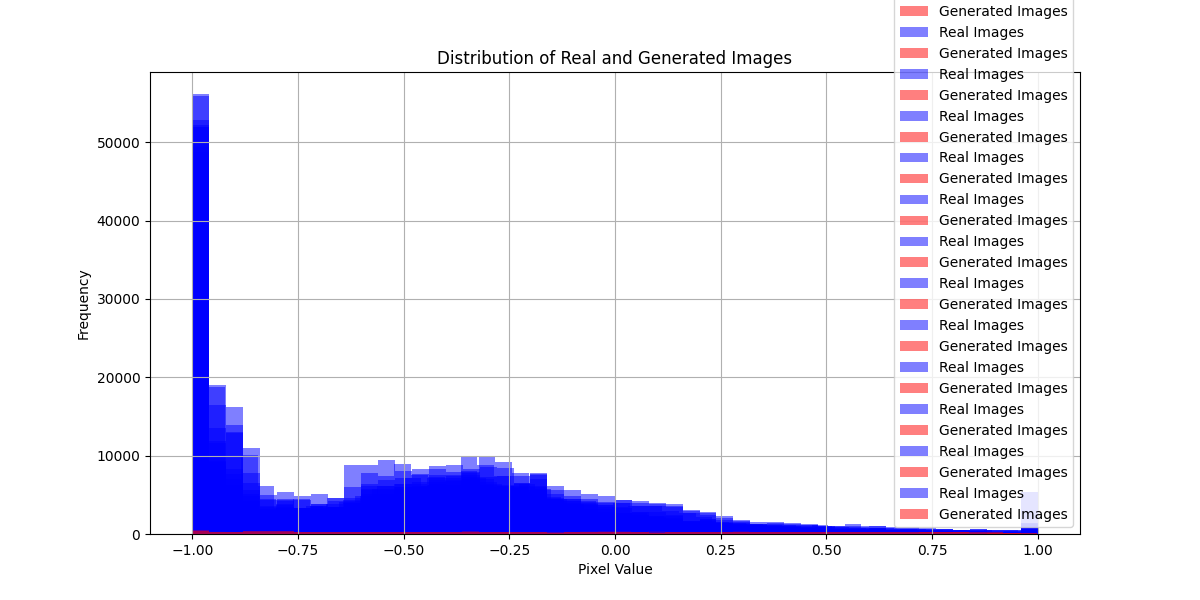 Distribution of Real and Generated Images
Generated Images
Real Images
Generated Images
Real Images
Generated Images
Real Images
Generated Images
Real Images
Generated Images
Real Images
Generated Images
Real Images
Generated Images
Real Images
Generated Images
Real Images
Generated Images
Real Images
Generated Images
Real Images
Generated Images
Real Images
Generated Images
Real Images
Generated Images
50000
40000
30000
20000
10000
0
Frequency
−1.00
−0.75
−0.50
−0.25
0.00
0.25
0.50
0.75
1.00
Pixel Value